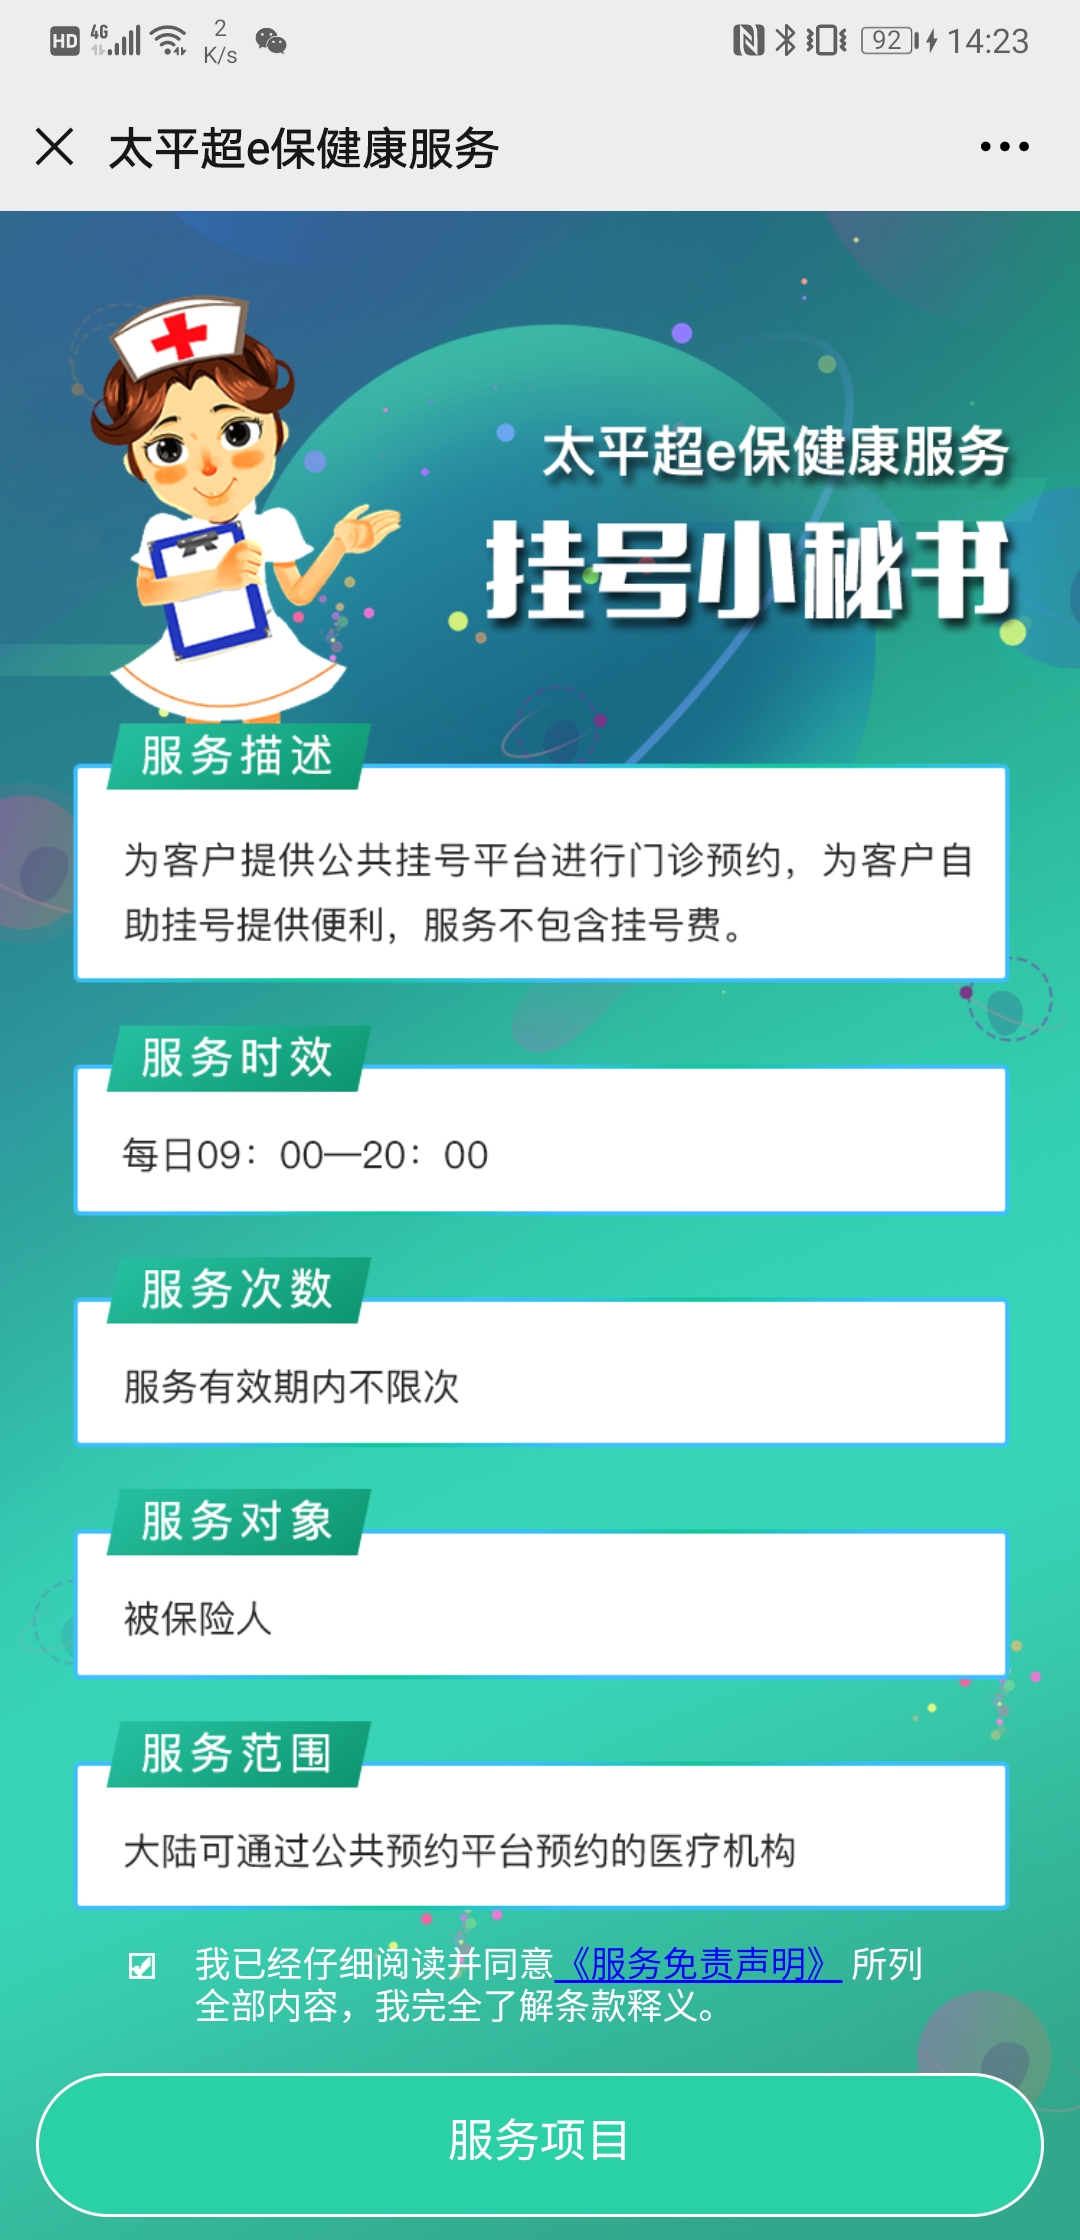 HD 4G 2 K/s 92 14:23
太平超e保健康服务
太平超e保健康服务
挂号小秘书
服务描述
为客户提供公共挂号平台进行门诊预约，为客户自
助挂号提供便利，服务不包含挂号费。
服务时效
每日09：00—20：00
服务次数
服务有效期内不限次
服务对象
被保险人
服务范围
大陆可通过公共预约平台预约的医疗机构
我已经仔细阅读并同意《服务免责声明》 所列
全部内容，我完全了解条款释义。
服务项目